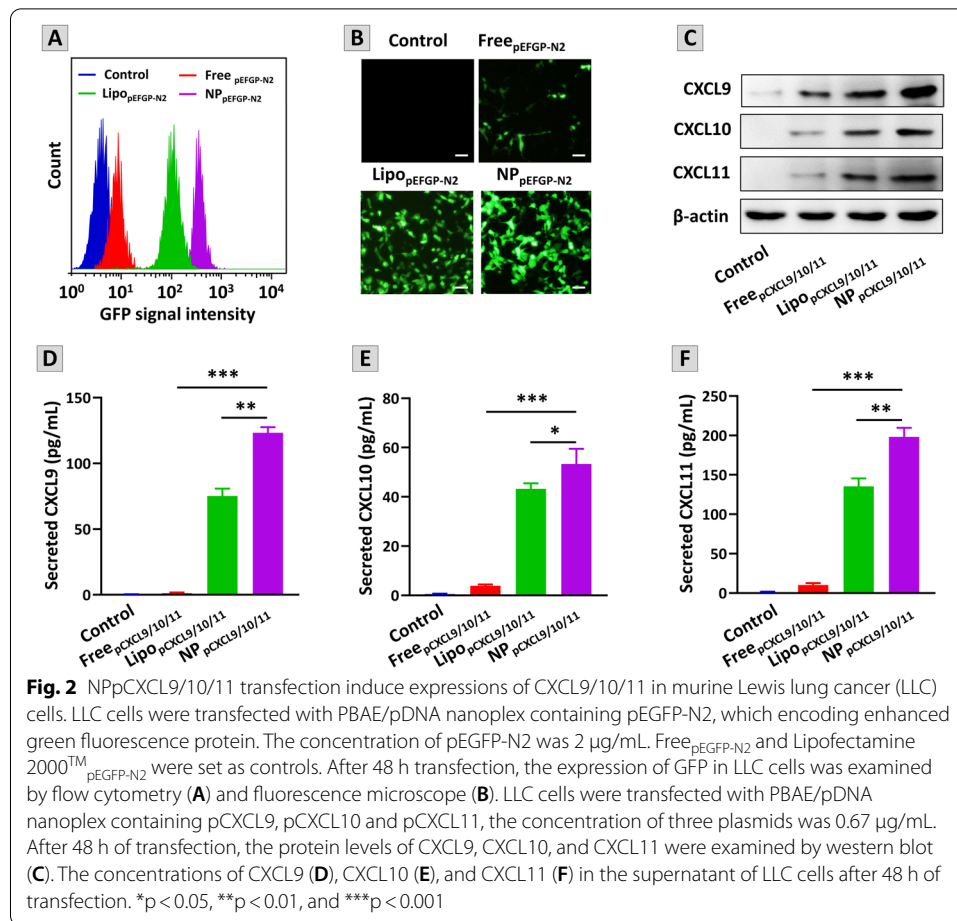 A
Control
Free pEFGP-N2
LipopEFGP-N2
NPpEFGP-N2
Count
10⁰ 10¹ 10² 10³ 10⁴
GFP signal intensity
B
Control
FreepEFGP-N2
LipopEFGP-N2
NPpEFGP-N2
C
CXCL9
CXCL10
CXCL11
β-actin
Control
Free pCXCL9/10/11
Lipo pCXCL9/10/11
NP pCXCL9/10/11
D
Secreted CXCL9 (pg/mL)
150
100
50
0
***
**
Control
Free pCXCL9/10/11
Lipo pCXCL9/10/11
NP pCXCL9/10/11
E
Secreted CXCL10 (pg/mL)
80
60
40
20
0
***
*
Control
Free pCXCL9/10/11
Lipo pCXCL9/10/11
NP pCXCL9/10/11
F
Secreted CXCL11 (pg/mL)
250
200
150
100
50
0
***
**
Control
Free pCXCL9/10/11
Lipo pCXCL9/10/11
NP pCXCL9/10/11
Fig. 2 NPpCXCL9/10/11 transfection induce expressions of CXCL9/10/11 in murine Lewis lung cancer (LLC)
cells. LLC cells were transfected with PBAE/pDNA nanoplex containing pEGFP-N2, which encoding enhanced
green fluorescence protein. The concentration of pEGFP-N2 was 2 μg/mL. FreepEGFP-N2 and Lipofectamine
2000TMpEGFP-N2 were set as controls. After 48 h transfection, the expression of GFP in LLC cells was examined
by flow cytometry (A) and fluorescence microscope (B). LLC cells were transfected with PBAE/pDNA
nanoplex containing pCXCL9, pCXCL10 and pCXCL11, the concentration of three plasmids was 0.67 μg/mL.
After 48 h of transfection, the protein levels of CXCL9, CXCL10, and CXCL11 were examined by western blot
(C). The concentrations of CXCL9 (D), CXCL10 (E), and CXCL11 (F) in the supernatant of LLC cells after 48 h of
transfection. *p < 0.05, **p < 0.01, and ***p < 0.001